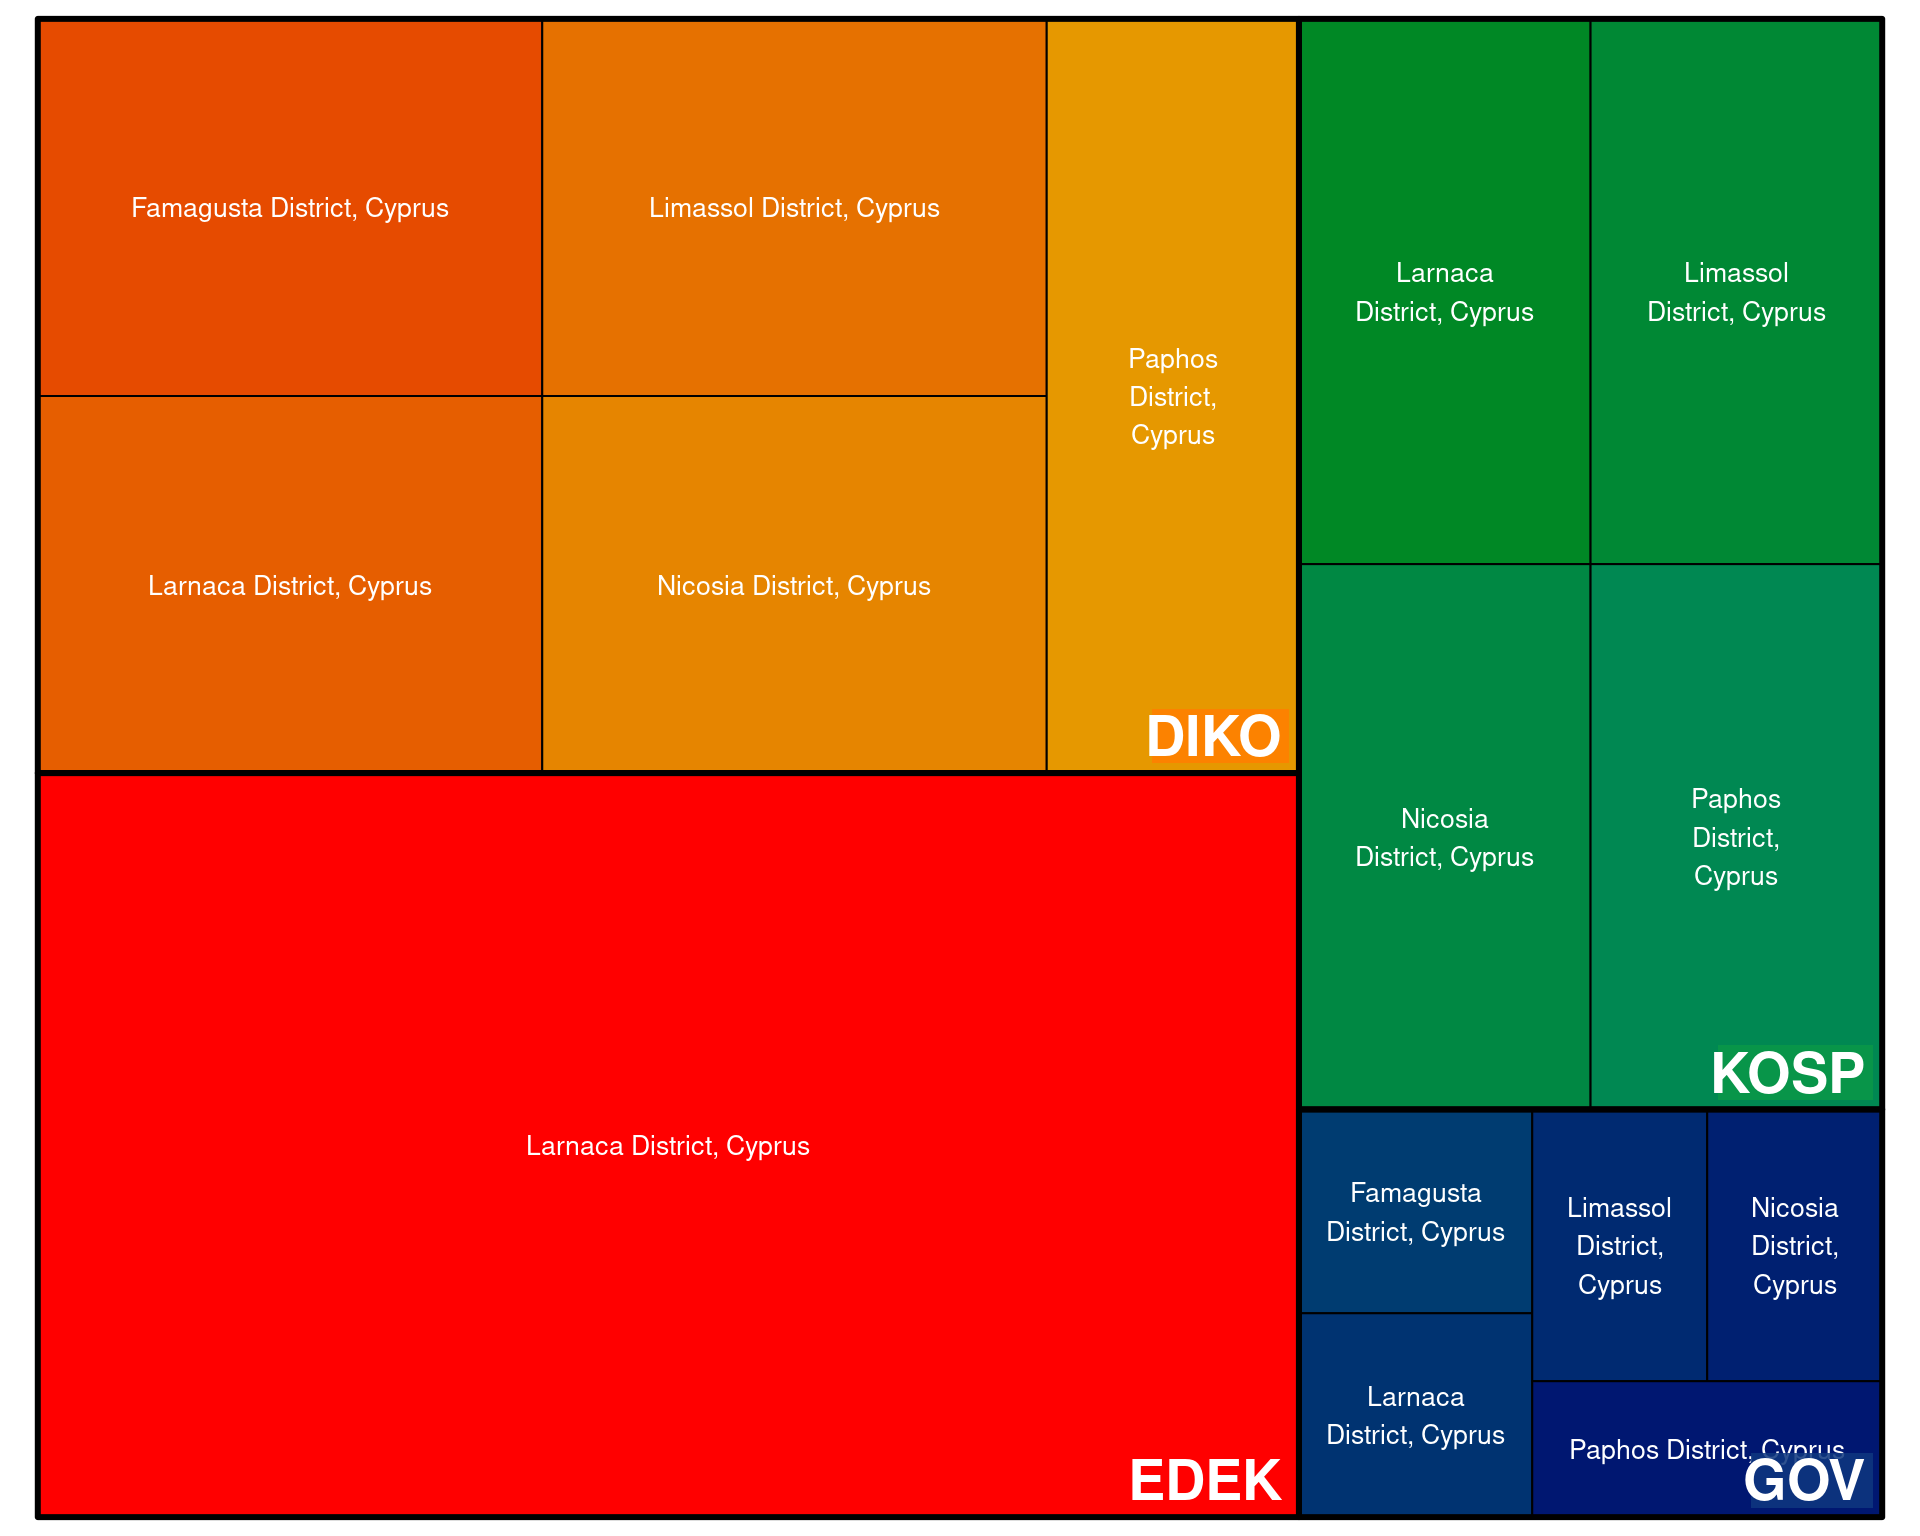 Famagusta District, Cyprus
Limassol District, Cyprus
Paphos
District,
Cyprus
Larnaca District, Cyprus
Nicosia District, Cyprus
DIKO
Larnaca
District, Cyprus
Limassol
District, Cyprus
Nicosia
District, Cyprus
Paphos
District,
Cyprus
KOSP
Larnaca District, Cyprus
EDEK
Famagusta
District, Cyprus
Limassol
District,
Cyprus
Nicosia
District,
Cyprus
Larnaca
District, Cyprus
Paphos District, Cyprus
GOV